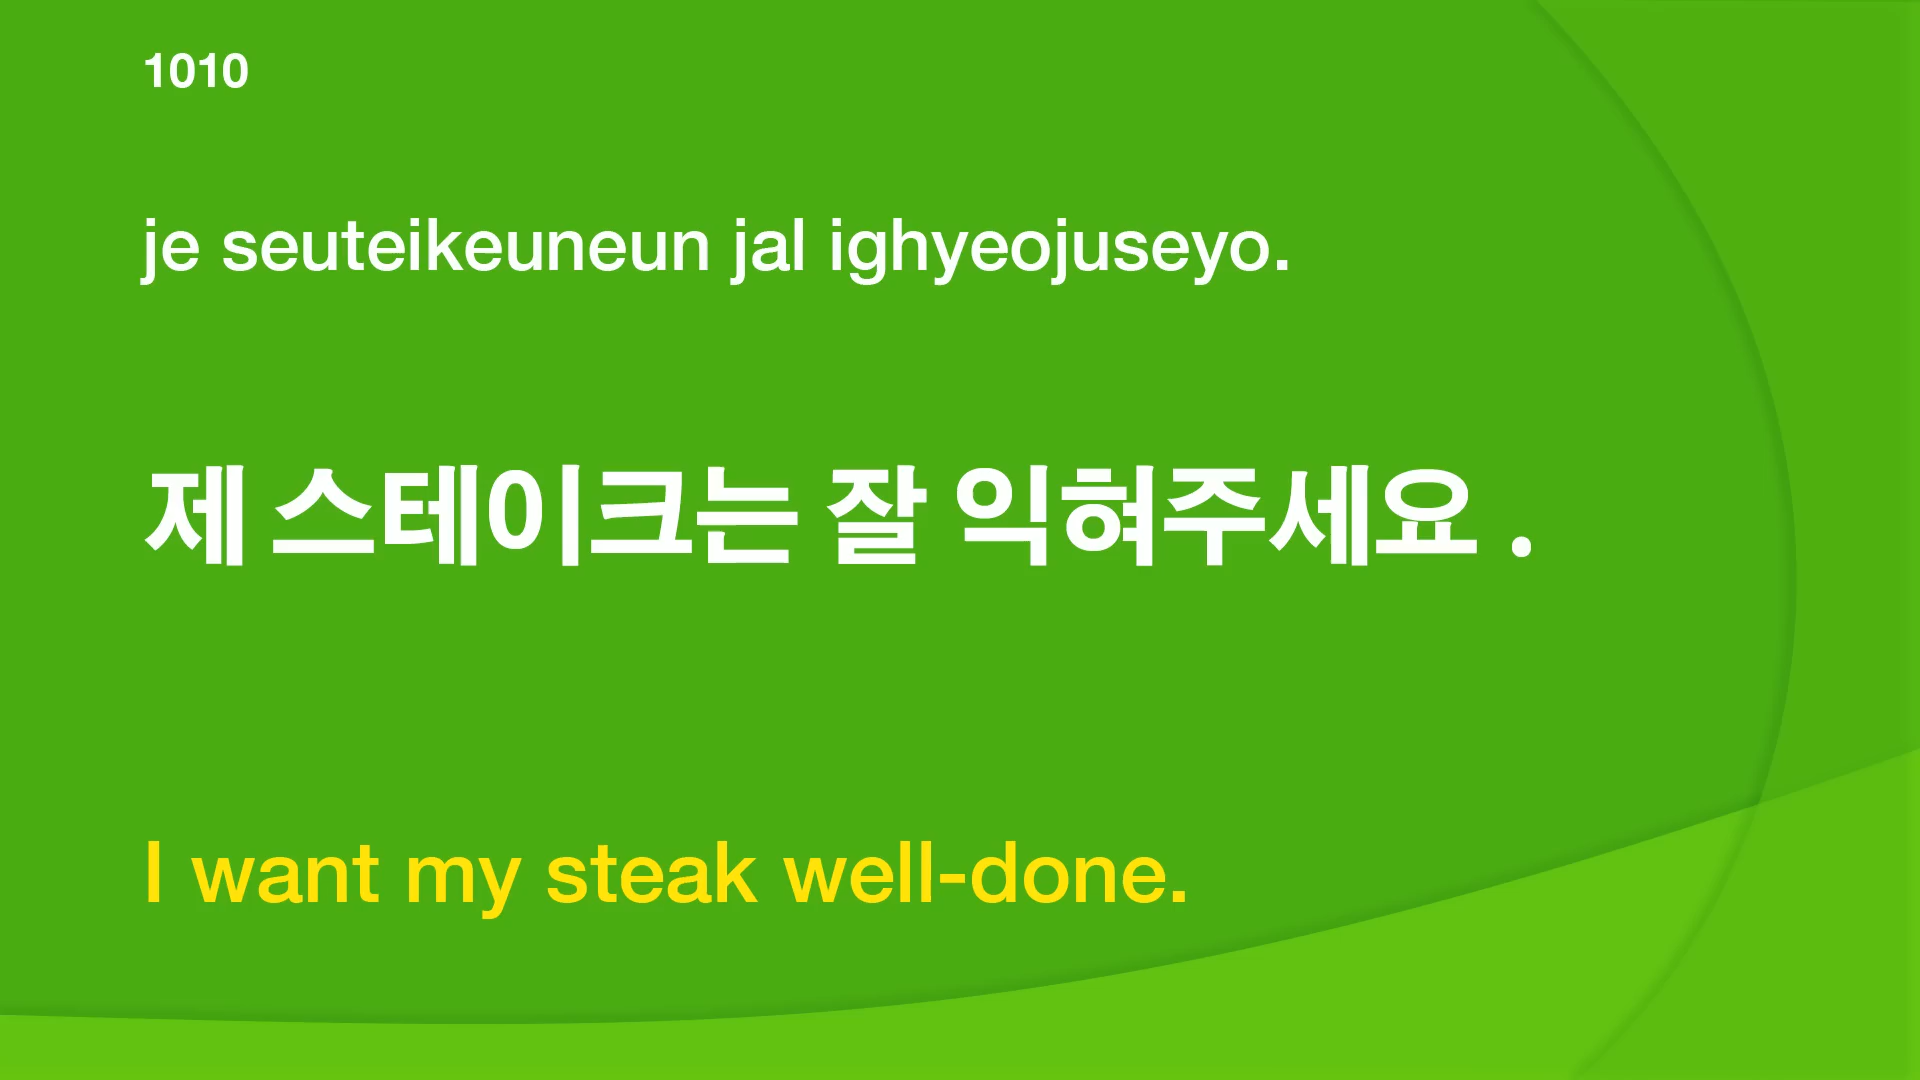 1010
je seuteikeuneun jal ighyeojuseyo.
제 스테이크는 잘 익혀주세요 .
I want my steak well-done.